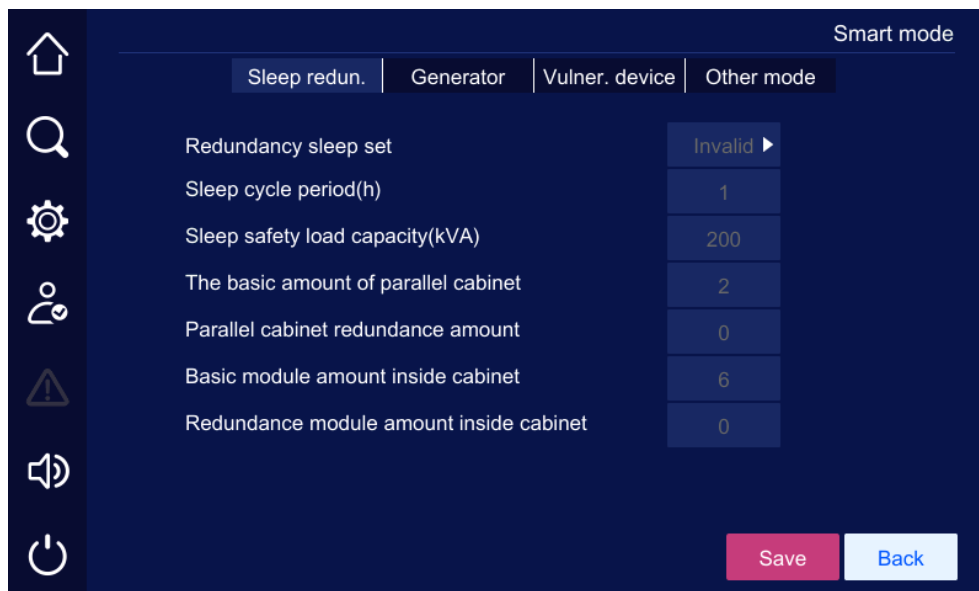 Smart mode
Sleep redun. Generator Vulner. device Other mode
Redundancy sleep set Invalid
Sleep cycle period(h) 1
Sleep safety load capacity(kVA) 200
The basic amount of parallel cabinet 2
Parallel cabinet redundance amount 0
Basic module amount inside cabinet 6
Redundance module amount inside cabinet 0
Save Back